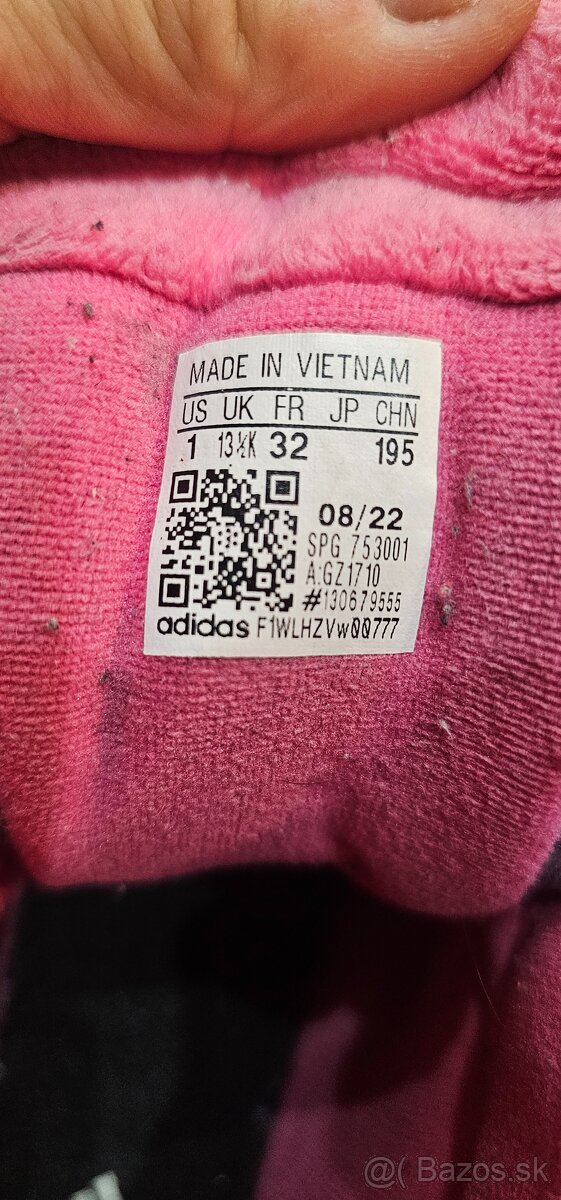 MADE IN VIETNAM
US UK FR JP CHN
1 13½K 32 195
08/22
SPG 753001
A:GZ1710
#130679555
adidas F1WLHZVw00777
@( Bazos.sk